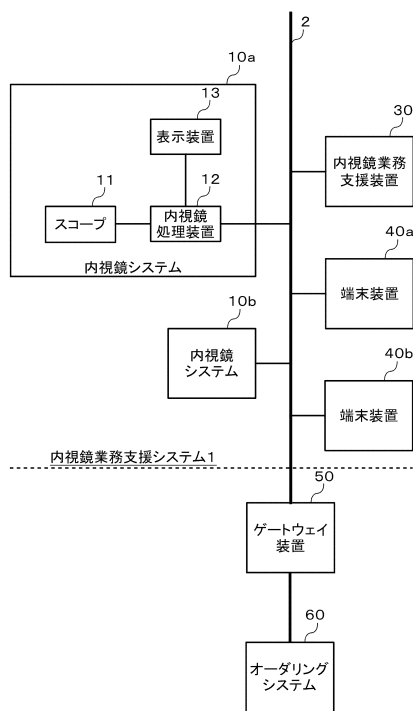 2
10a
13
表示装置
30
内視鏡業務
支援装置
11
スコープ
12
内視鏡
処理装置
内視鏡システム
40a
端末装置
10b
内視鏡
システム
40b
端末装置
内視鏡業務支援システム1
50
ゲートウェイ
装置
60
オーダリング
システム